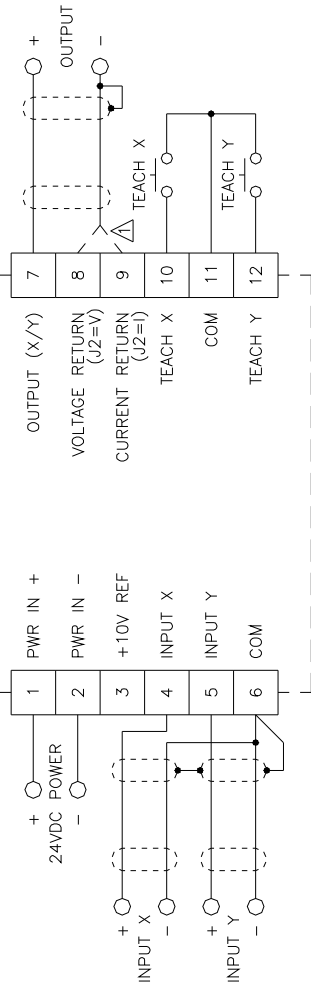 +
OUTPUT
-
TEACH X
TEACH Y
1
7
8
9
10
11
12
OUTPUT (X/Y)
VOLTAGE RETURN
(J2=V)
CURRENT RETURN
(J2=I)
TEACH X
COM
TEACH Y
PWR IN +
PWR IN -
+10V REF
INPUT X
INPUT Y
COM
1
2
3
4
5
6
+
24VDC POWER
-
+
INPUT X
-
+
INPUT Y
-